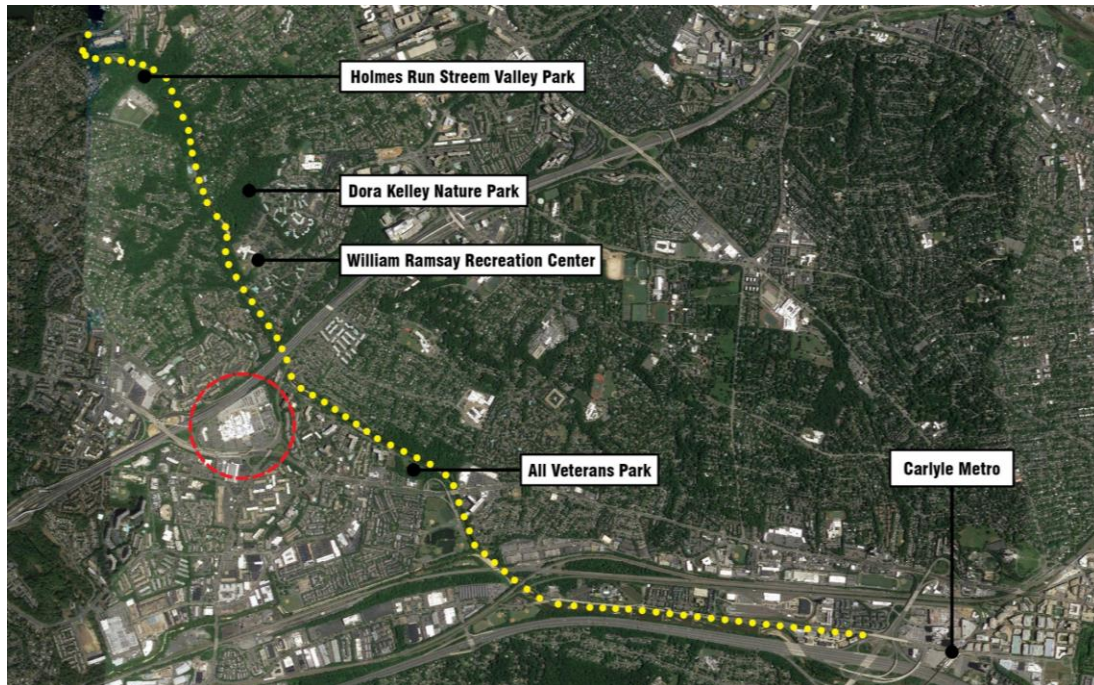 Holmes Run Streem Valley Park
Dora Kelley Nature Park
William Ramsay Recreation Center
All Veterans Park
Carlyle Metro